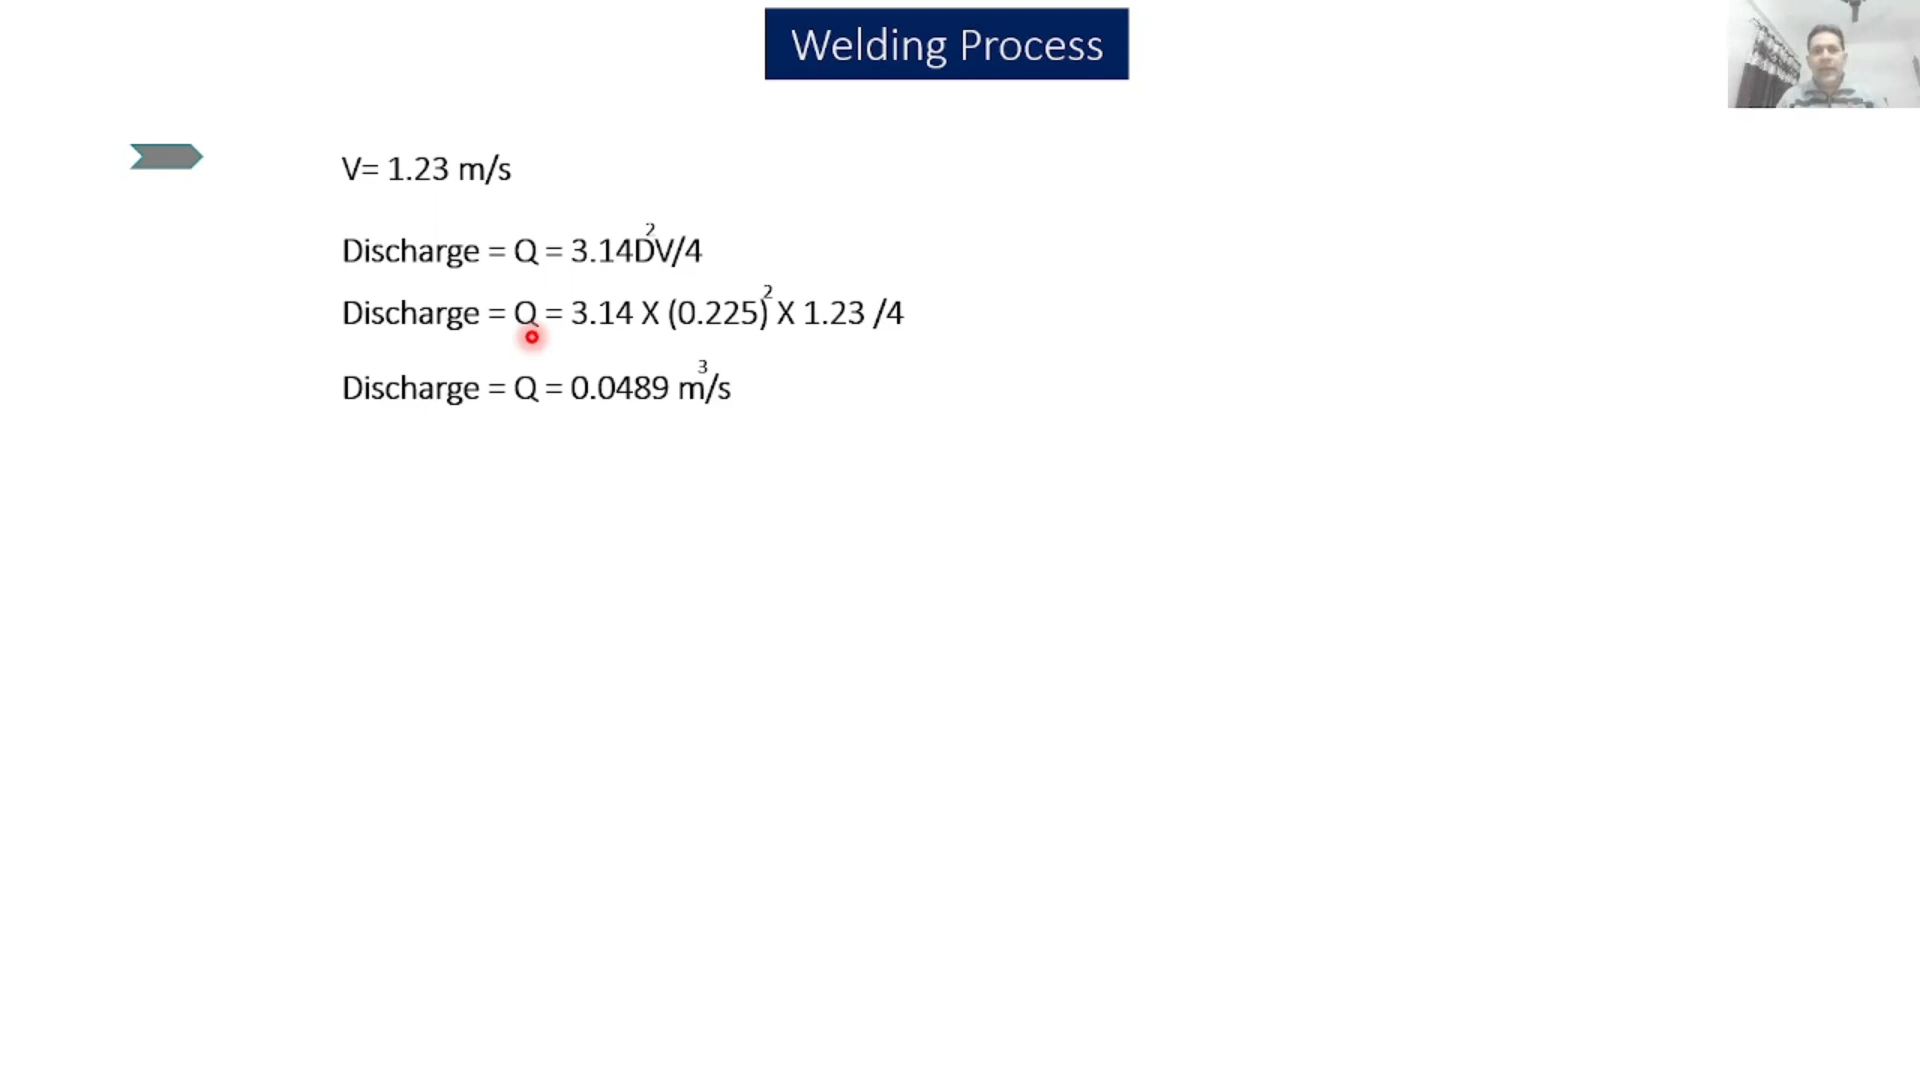 Welding Process
V= 1.23 m/s
Discharge = Q = 3.14D²V/4
Discharge = Q = 3.14 X (0.225)² X 1.23 /4
Discharge = Q = 0.0489 m³/s